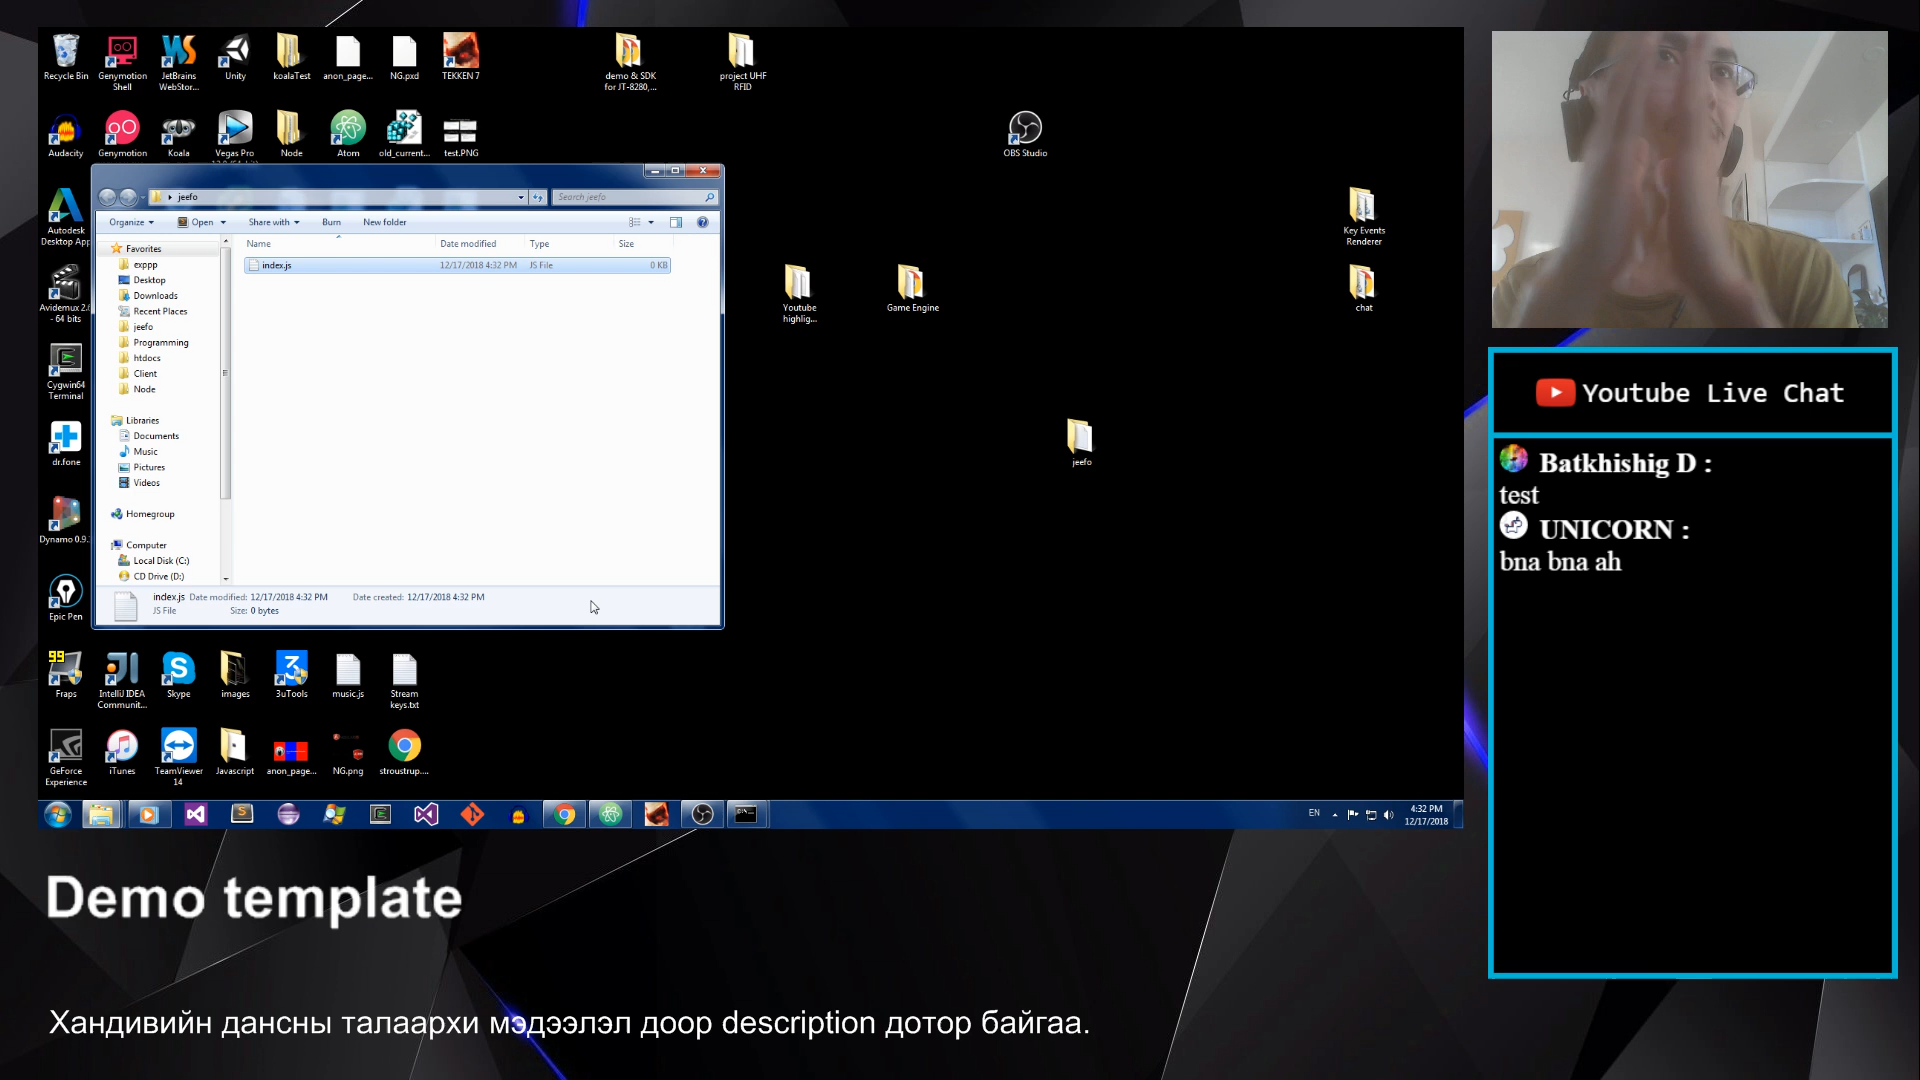 Recycle Bin
Genymotion Shell
JetBrains WebStor...
Unity
koalaTest
anon_page...
NG.pxd
TEKKEN 7
demo & SDK for JT-8280,...
project UHF RFID
Audacity
Genymotion
Koala
Vegas Pro
Node
Atom
old_current...
test.PNG
OBS Studio
jeefo
Search jeefo
Organize
Open
Share with
Burn
New folder
Name
Date modified
Type
Size
index.js
12/17/2018 4:32 PM
JS File
0 KB
Favorites
exppp
Desktop
Downloads
Recent Places
jeefo
Programming
htdocs
Client
Node
Libraries
Documents
Music
Pictures
Videos
Homegroup
Computer
Local Disk (C:)
CD Drive (D:)
index.js Date modified: 12/17/2018 4:32 PM Date created: 12/17/2018 4:32 PM
JS File Size: 0 bytes
Autodesk Desktop App
Avidemux 2.6 - 64 bits
Cygwin64 Terminal
dr.fone
Dynamo 0.9.
Epic Pen
Key Events Renderer
Youtube highlig...
Game Engine
chat
jeefo
99
Fraps
IntelliJ IDEA Communit...
Skype
images
3uTools
music.js
Stream keys.txt
GeForce Experience
iTunes
TeamViewer 14
Javascript
anon_page...
NG.png
stroustrup....
EN
4:32 PM
12/17/2018
Youtube Live Chat
Batkhishig D :
test
UNICORN :
bna bna ah
Demo template
Хандивийн дансны талаархи мэдээлэл доор description дотор байгаа.